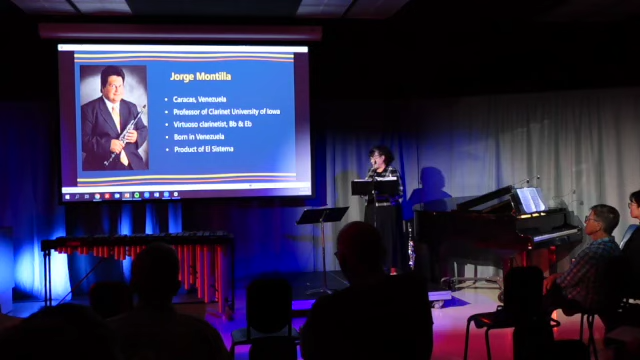 Jorge Montilla
• Caracas, Venezuela
• Professor of Clarinet University of Iowa
• Virtuoso clarinetist, Bb & Eb
• Born in Venezuela
• Product of El Sistema